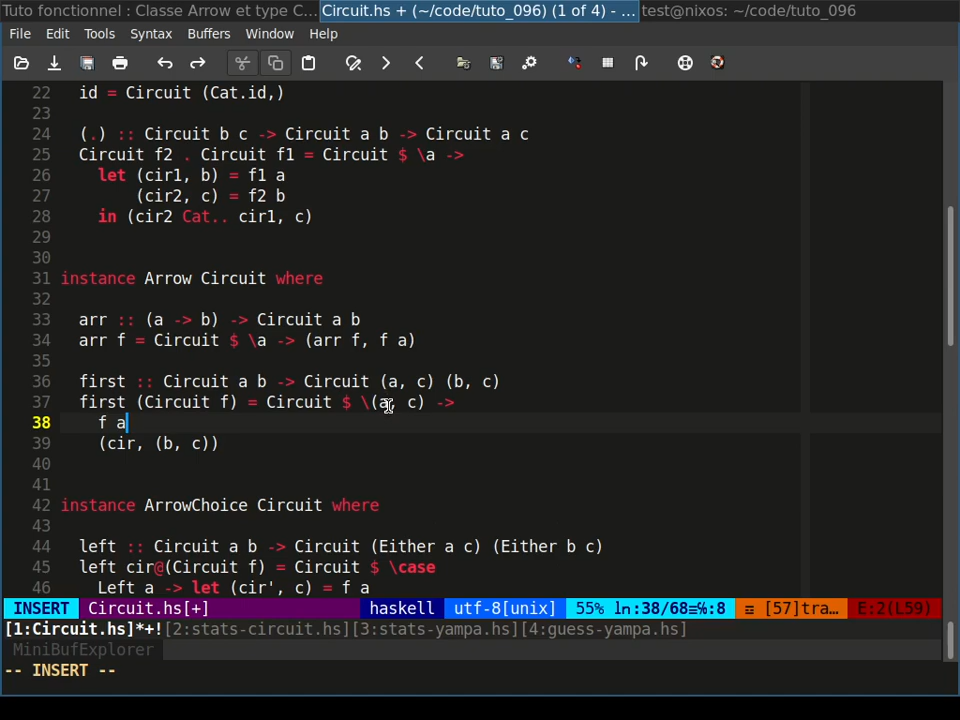 Tuto fonctionnel : Classe Arrow et type C... Circuit.hs + (~/code/tuto_096) (1 of 4) - ... test@nixos: ~/code/tuto_096
File Edit Tools Syntax Buffers Window Help
22 id = Circuit (Cat.id,)
23
24 (.) :: Circuit b c -> Circuit a b -> Circuit a c
25 Circuit f2 . Circuit f1 = Circuit $ \a ->
26 let (cir1, b) = f1 a
27 (cir2, c) = f2 b
28 in (cir2 Cat.. cir1, c)
29
30
31 instance Arrow Circuit where
32
33 arr :: (a -> b) -> Circuit a b
34 arr f = Circuit $ \a -> (arr f, f a)
35
36 first :: Circuit a b -> Circuit (a, c) (b, c)
37 first (Circuit f) = Circuit $ \(a, c) ->
38 f a
39 (cir, (b, c))
40
41
42 instance ArrowChoice Circuit where
43
44 left :: Circuit a b -> Circuit (Either a c) (Either b c)
45 left cir@(Circuit f) = Circuit $ \case
46 Left a -> let (cir', c) = f a
INSERT Circuit.hs[+] haskell utf-8[unix] 55% ln:38/68≡℅:8 ≡ [57]tra… E:2(L59)
[1:Circuit.hs]*+![2:stats-circuit.hs][3:stats-yampa.hs][4:guess-yampa.hs]
MiniBufExplorer
-- INSERT --